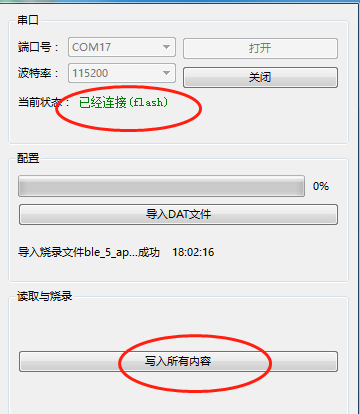 串口
端口号： COM17 打开
波特率： 115200 关闭
当前状态： 已经连接(flash)
配置
0%
导入DAT文件
导入烧录文件ble_5_ap...成功 18:02:16
读取与烧录
写入所有内容